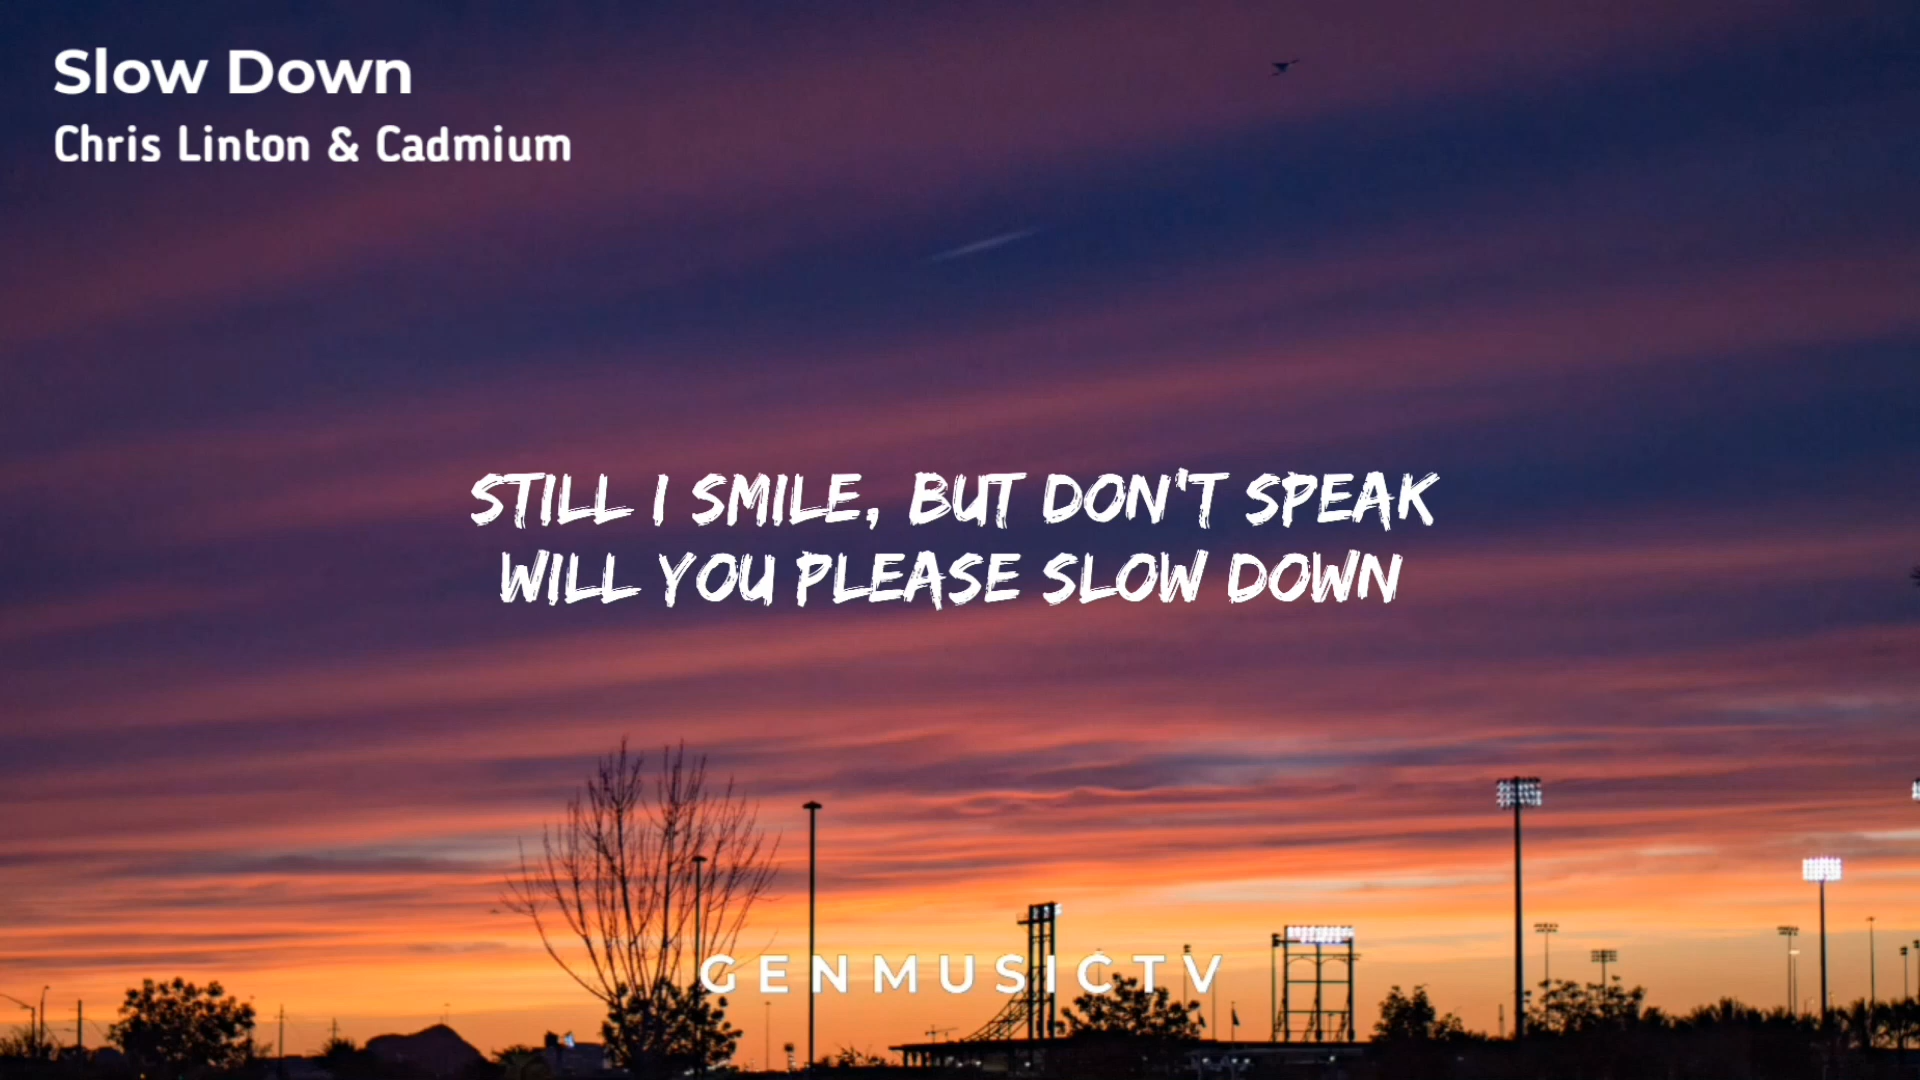 Slow Down
Chris Linton & Cadmium
STILL I SMILE, BUT DON'T SPEAK
WILL YOU PLEASE SLOW DOWN
GENMUSICTV